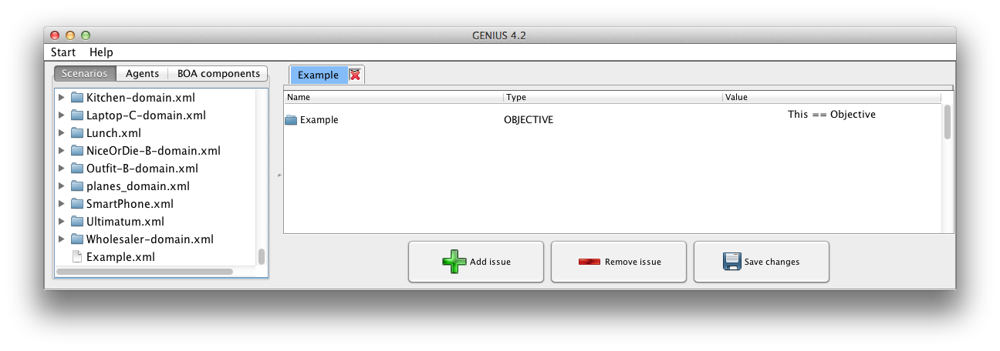 GENIUS 4.2
Start Help
Scenarios Agents BOA components
Kitchen-domain.xml
Laptop-C-domain.xml
Lunch.xml
NiceOrDie-B-domain.xml
Outfit-B-domain.xml
planes_domain.xml
SmartPhone.xml
Ultimatum.xml
Wholesaler-domain.xml
Example.xml
Example
Name Type Value
Example OBJECTIVE This == Objective
Add issue Remove issue Save changes